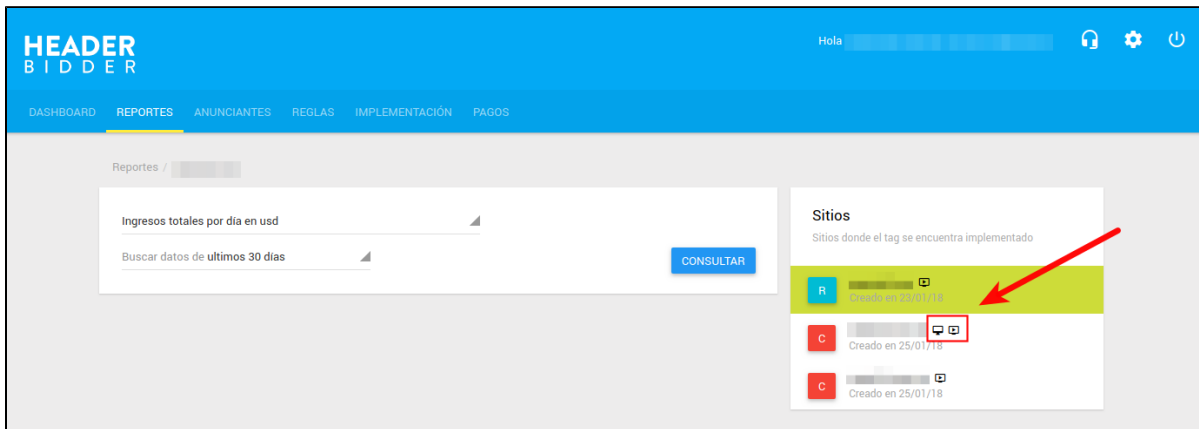 HEADER
BIDDER
Hola
DASHBOARD REPORTES ANUNCIANTES REGLAS IMPLEMENTACIÓN PAGOS
Reportes /
Ingresos totales por día en usd
Buscar datos de ultimos 30 días
CONSULTAR
Sitios
Sitios donde el tag se encuentra implementado
R
Creado en 23/01/18
C
Creado en 25/01/18
C
Creado en 25/01/18